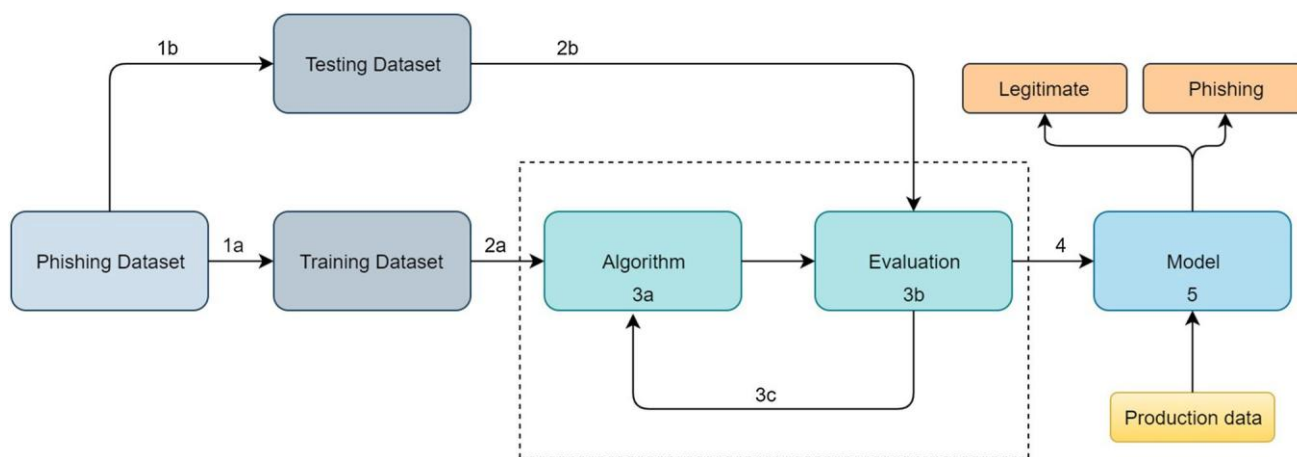 1b
Testing Dataset
2b
Legitimate
Phishing
Phishing Dataset
1a
Training Dataset
2a
Algorithm
3a
Evaluation
3b
4
Model
5
3c
Production data